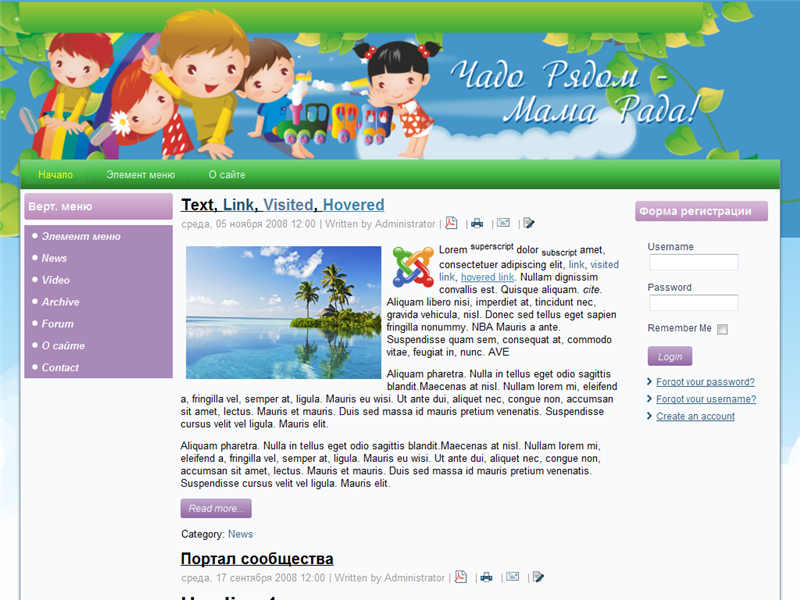 Чадо Рядом -
Мама Рада!
Начало
Элемент меню
О сайте
Верт. меню
Элемент меню
News
Video
Archive
Forum
О сайте
Contact
Text, Link, Visited, Hovered
среда, 05 ноября 2008 12:00 | Written by Administrator | | | |
Lorem superscript dolor subscript amet,
consectetuer adipiscing elit, link, visited
link, hovered link. Nullam dignissim
convallis est. Quisque aliquam. cite.
Aliquam libero nisi, imperdiet at, tincidunt nec,
gravida vehicula, nisl. Donec sed tellus eget sapien
fringilla nonummy. NBA Mauris a ante.
Suspendisse quam sem, consequat at, commodo
vitae, feugiat in, nunc. AVE
Aliquam pharetra. Nulla in tellus eget odio sagittis
blandit.Maecenas at nisl. Nullam lorem mi, eleifend
a, fringilla vel, semper at, ligula. Mauris eu wisi. Ut ante dui, aliquet nec, congue non, accumsan
sit amet, lectus. Mauris et mauris. Duis sed massa id mauris pretium venenatis. Suspendisse
cursus velit vel ligula. Mauris elit.
Aliquam pharetra. Nulla in tellus eget odio sagittis blandit.Maecenas at nisl. Nullam lorem mi,
eleifend a, fringilla vel, semper at, ligula. Mauris eu wisi. Ut ante dui, aliquet nec, congue non,
accumsan sit amet, lectus. Mauris et mauris. Duis sed massa id mauris pretium venenatis.
Suspendisse cursus velit vel ligula. Mauris elit.
Read more...
Category: News
Портал сообщества
среда, 17 сентября 2008 12:00 | Written by Administrator | | | |
Форма регистрации
Username
Password
Remember Me
Login
Forgot your password?
Forgot your username?
Create an account